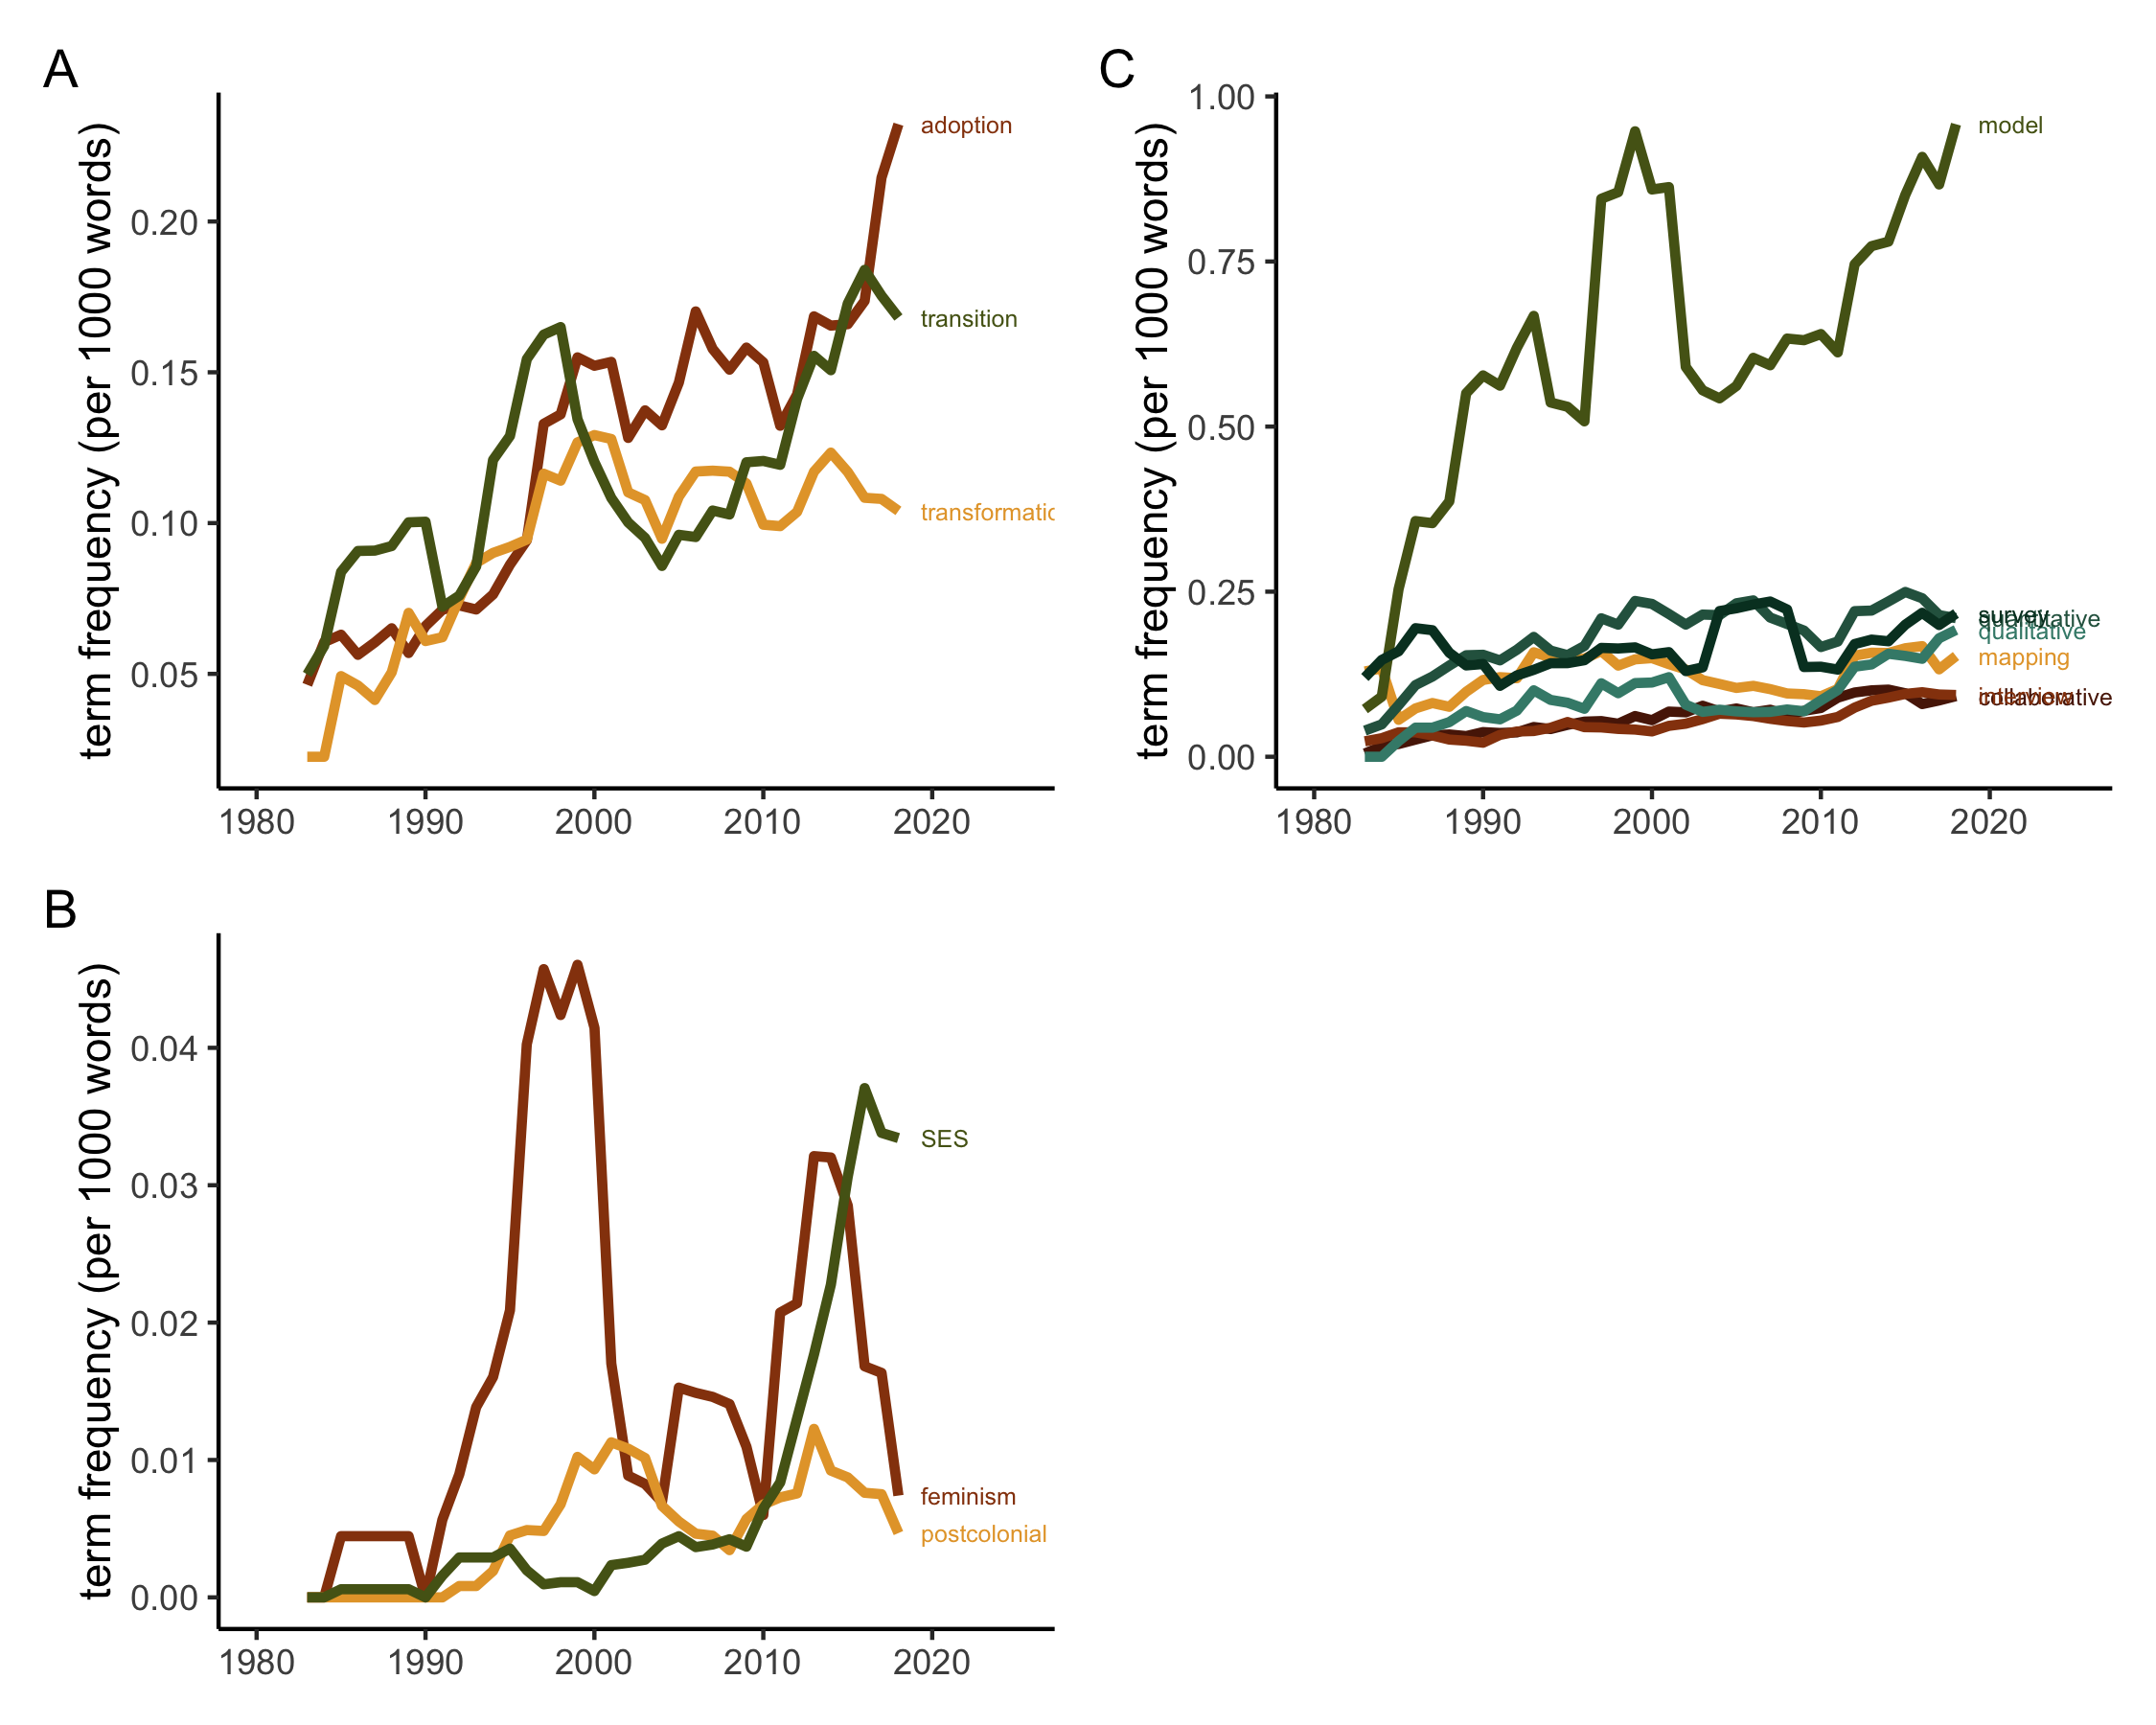 A
term frequency (per 1000 words)
0.20
0.15
0.10
0.05
adoption
transition
transformatic
1980 1990 2000 2010 2020
C
term frequency (per 1000 words)
1.00
0.75
0.50
0.25
0.00
model
survey
quantitative
qualitative
mapping
interview
collaborative
1980 1990 2000 2010 2020
B
term frequency (per 1000 words)
0.04
0.03
0.02
0.01
0.00
SES
feminism
postcolonial
1980 1990 2000 2010 2020